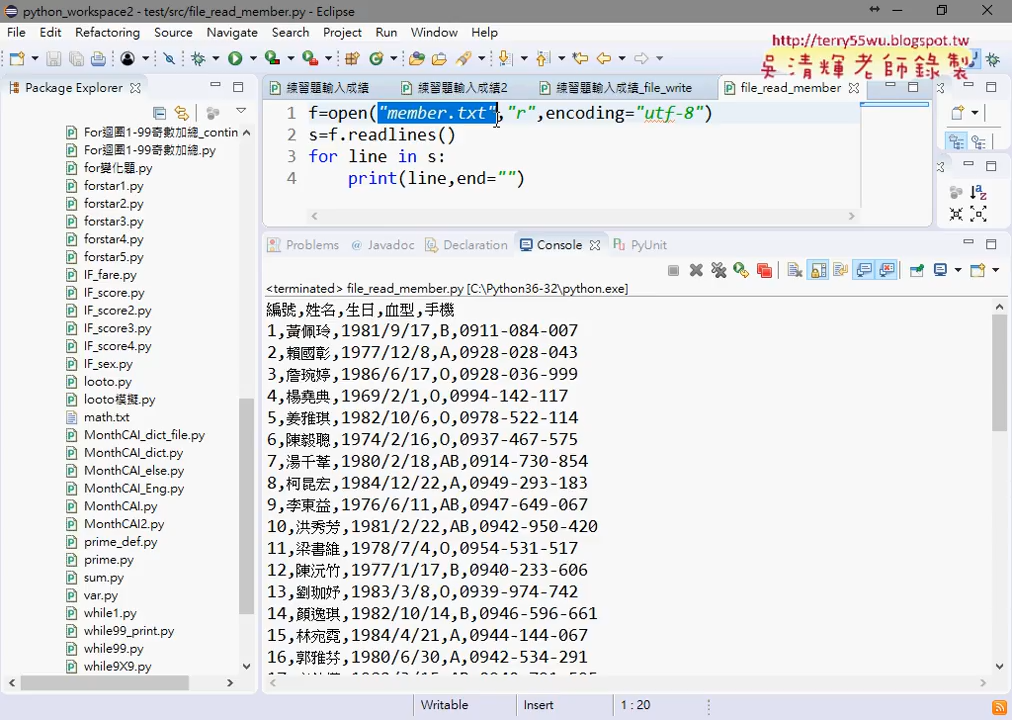 python_workspace2 - test/src/file_read_member.py - Eclipse
File Edit Refactoring Source Navigate Search Project Run Window Help
http://terry55wu.blogspot.tw
吳清輝老師錄製
Package Explorer
For迴圈1-99奇數加總_contin
For迴圈1-99奇數加總.py
for變化題.py
forstar1.py
forstar2.py
forstar3.py
forstar4.py
forstar5.py
IF_fare.py
IF_score.py
IF_score2.py
IF_score3.py
IF_score4.py
IF_sex.py
looto.py
looto模擬.py
math.txt
MonthCAI_dict_file.py
MonthCAI_dict.py
MonthCAI_else.py
MonthCAI_Eng.py
MonthCAI.py
MonthCAI2.py
prime_def.py
prime.py
sum.py
var.py
while1.py
while99_print.py
while99.py
while9X9.py
練習題輸入成績 練習題輸入成績2 練習題輸入成績_file_write file_read_member
1 f=open("member.txt","r",encoding="utf-8")
2 s=f.readlines()
3 for line in s:
4 print(line,end="")
Problems Javadoc Declaration Console PyUnit
<terminated> file_read_member.py [C:\Python36-32\python.exe]
編號,姓名,生日,血型,手機
1,黃佩玲,1981/9/17,B,0911-084-007
2,賴國彰,1977/12/8,A,0928-028-043
3,詹琬婷,1986/6/17,O,0928-036-999
4,楊堯典,1969/2/1,O,0994-142-117
5,姜雅琪,1982/10/6,O,0978-522-114
6,陳毅聰,1974/2/16,O,0937-467-575
7,湯千葦,1980/2/18,AB,0914-730-854
8,柯昆宏,1984/12/22,A,0949-293-183
9,李東益,1976/6/11,AB,0947-649-067
10,洪秀芳,1981/2/22,AB,0942-950-420
11,梁書維,1978/7/4,O,0954-531-517
12,陳沅竹,1977/1/17,B,0940-233-606
13,劉珈妤,1983/3/8,O,0939-974-742
14,顏逸琪,1982/10/14,B,0946-596-661
15,林宛霓,1984/4/21,A,0944-144-067
16,郭雅芬,1980/6/30,A,0942-534-291
Writable Insert 1 : 20